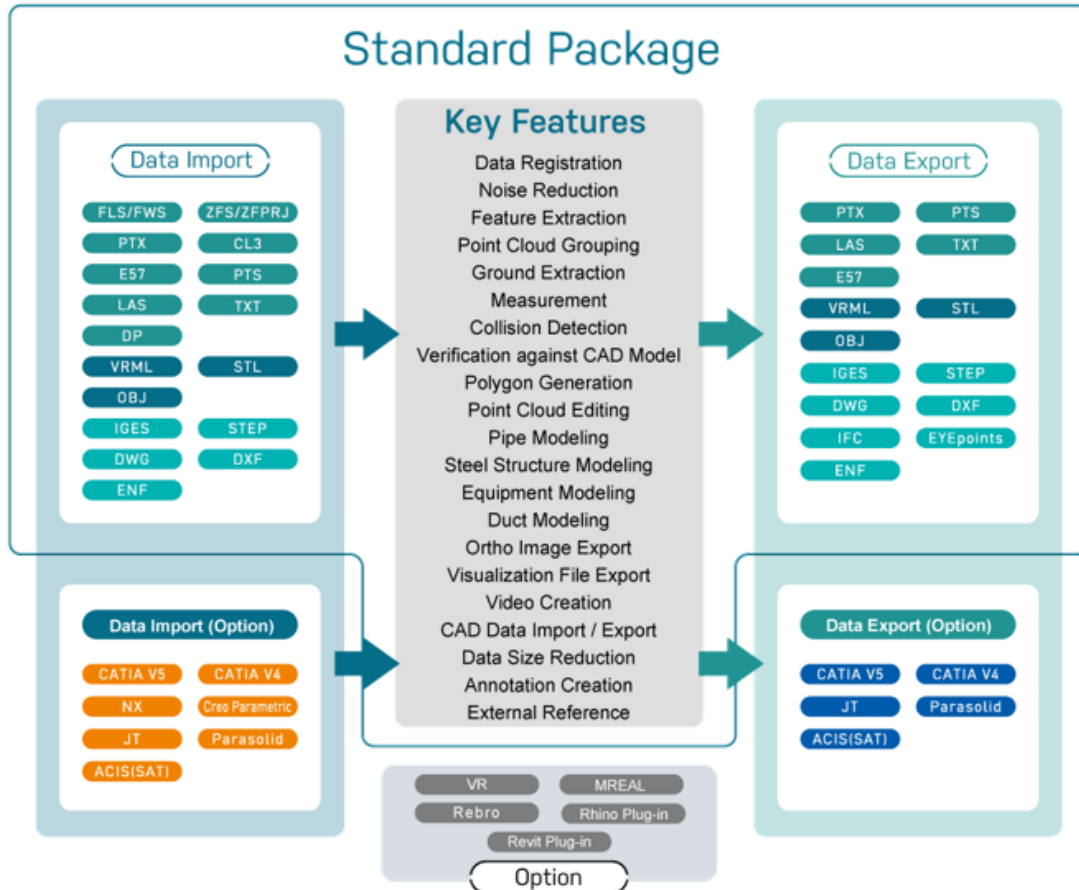 Standard Package
Data Import
FLS/FWS ZFS/ZFPRJ
PTX CL3
E57 PTS
LAS TXT
DP
VRML STL
OBJ
IGES STEP
DWG DXF
ENF
Key Features
Data Registration
Noise Reduction
Feature Extraction
Point Cloud Grouping
Ground Extraction
Measurement
Collision Detection
Verification against CAD Model
Polygon Generation
Point Cloud Editing
Pipe Modeling
Steel Structure Modeling
Equipment Modeling
Duct Modeling
Ortho Image Export
Visualization File Export
Video Creation
CAD Data Import / Export
Data Size Reduction
Annotation Creation
External Reference
Data Export
PTX PTS
LAS TXT
E57
VRML STL
OBJ
IGES STEP
DWG DXF
IFC EYEpoints
ENF
Data Import (Option)
CATIA V5 CATIA V4
NX Creo Parametric
JT Parasolid
ACIS(SAT)
Data Export (Option)
CATIA V5 CATIA V4
JT Parasolid
ACIS(SAT)
VR MREAL
Rebro Rhino Plug-in
Revit Plug-in
Option